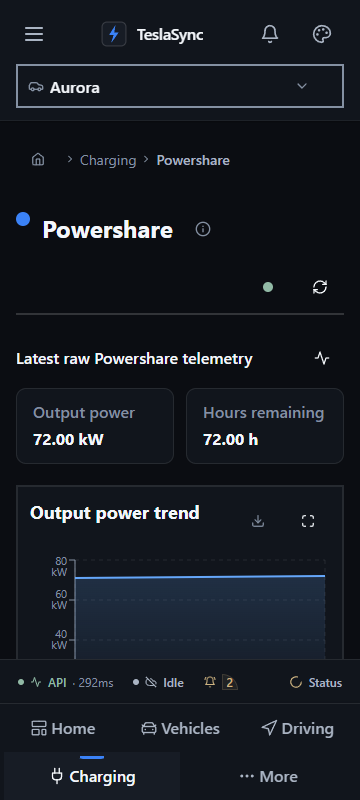 TeslaSync
Aurora
Charging Powershare
Powershare
Latest raw Powershare telemetry
Output power
72.00 kW
Hours remaining
72.00 h
Output power trend
80
kW
60
kW
40
kW
API · 292ms
Idle
2
Status
Home
Vehicles
Driving
Charging
More